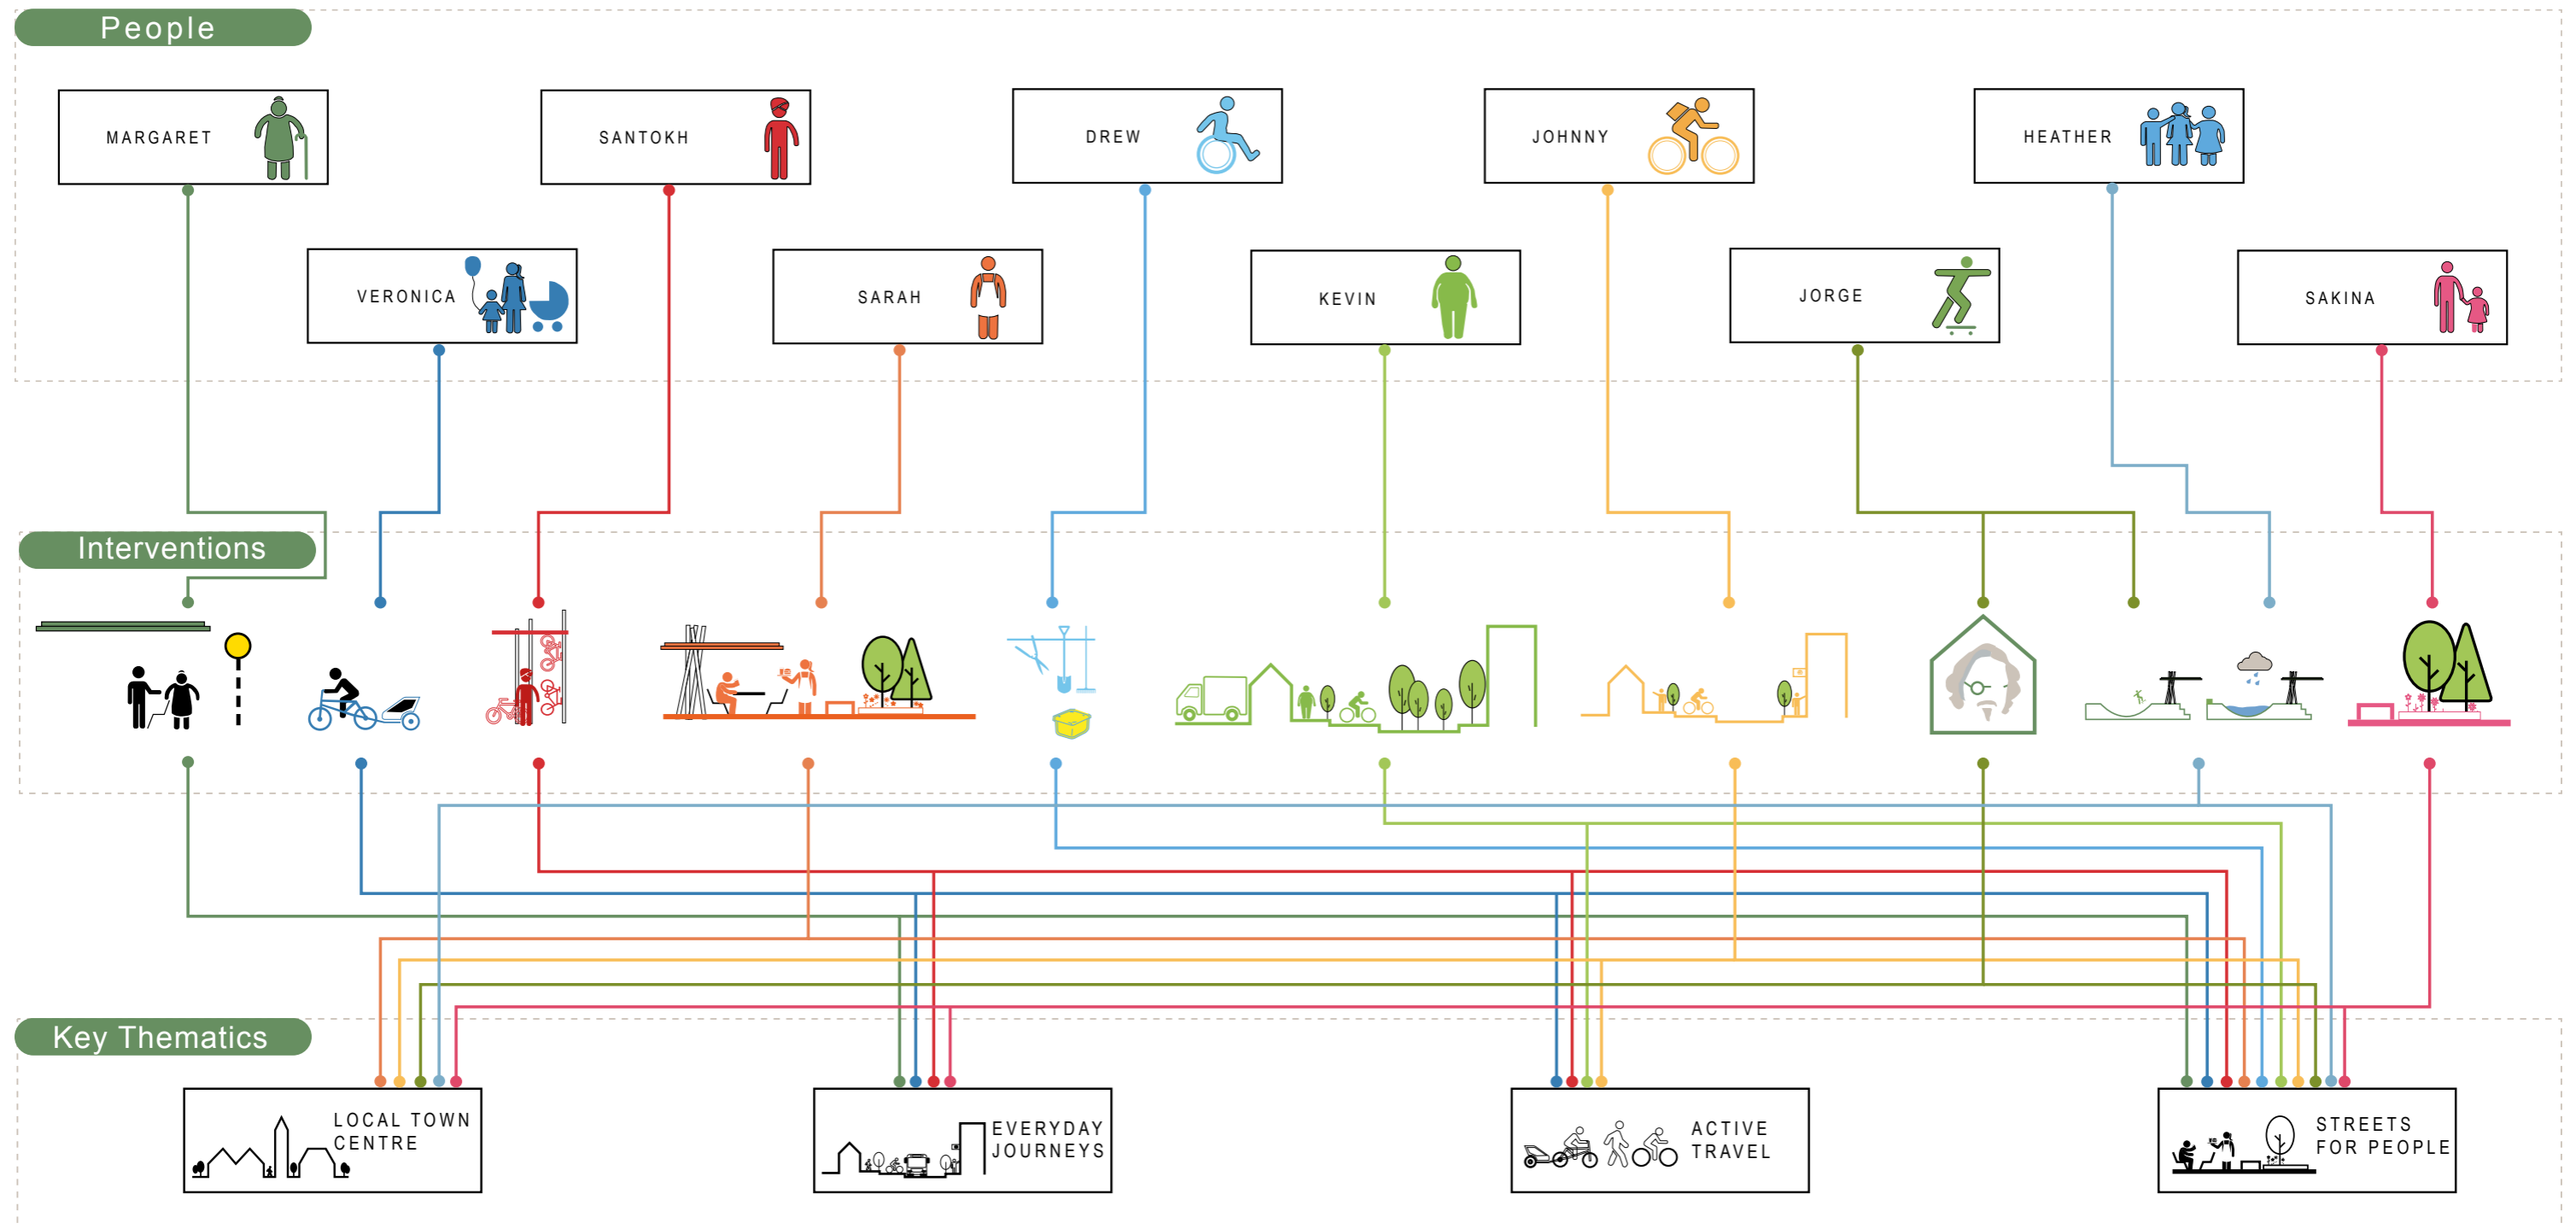 People
MARGARET
SANTOKH
DREW
JOHNNY
HEATHER
VERONICA
SARAH
KEVIN
JORGE
SAKINA
Interventions
Key Thematics
LOCAL TOWN
CENTRE
EVERYDAY
JOURNEYS
ACTIVE
TRAVEL
STREETS
FOR PEOPLE